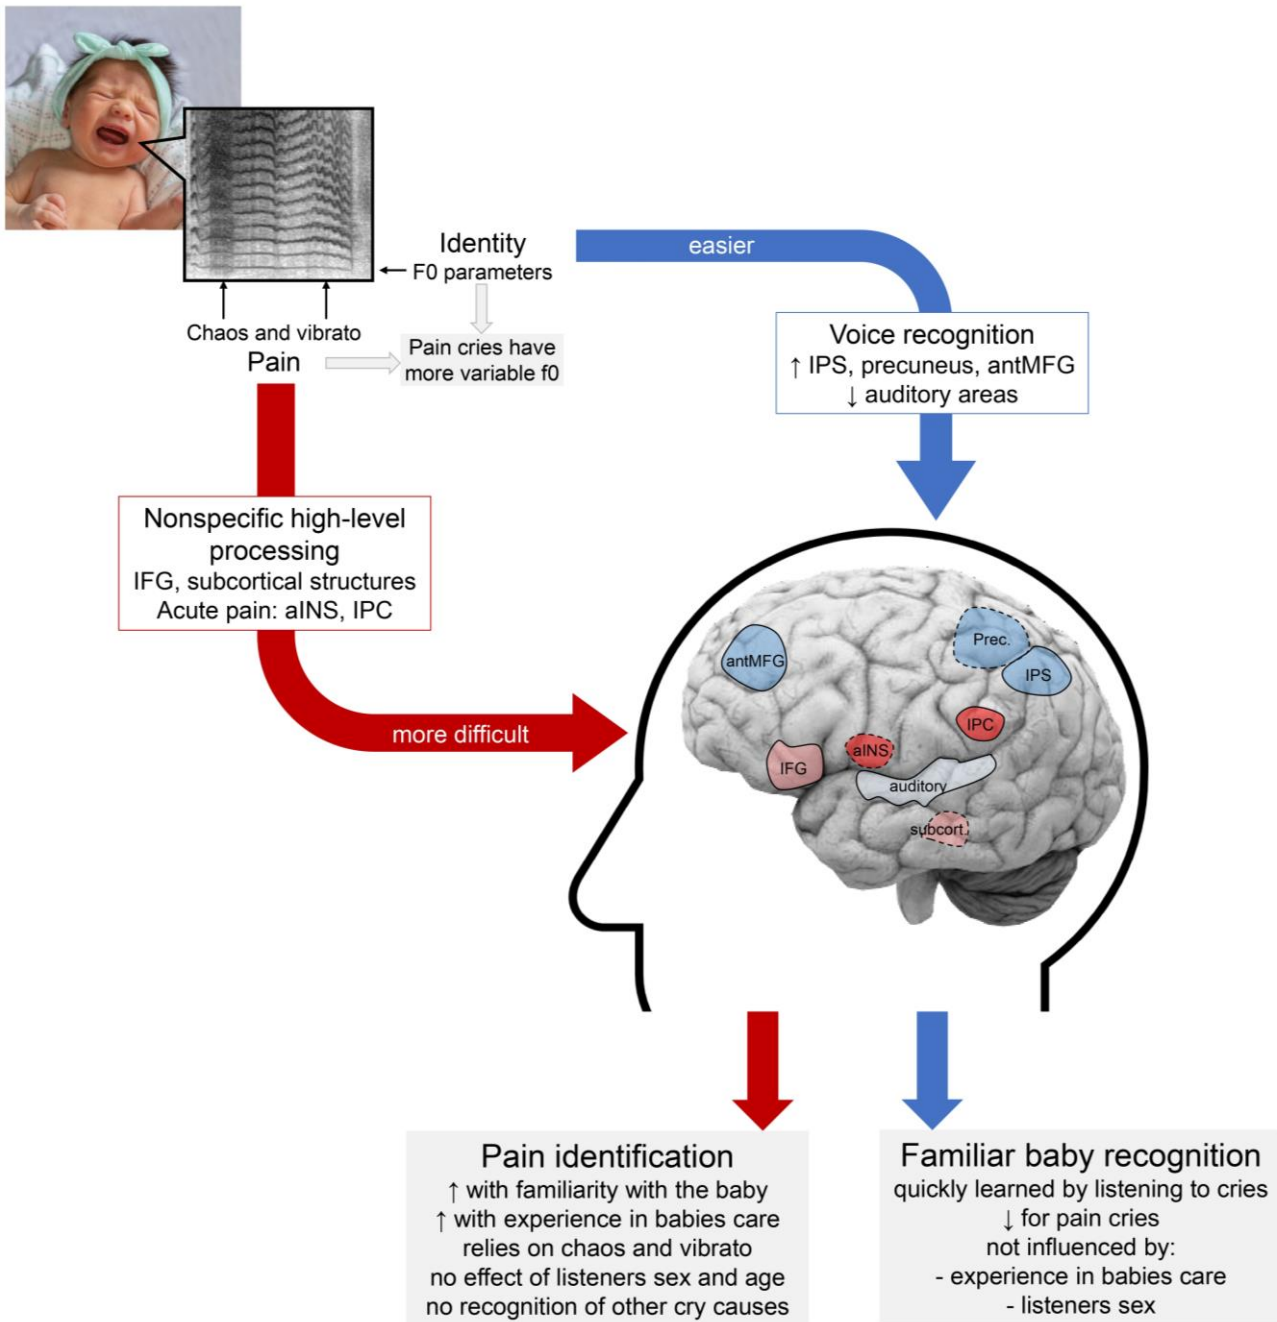 Identity
F0 parameters
Chaos and vibrato
Pain
Pain cries have
more variable f0
easier
Voice recognition
↑ IPS, precuneus, antMFG
↓ auditory areas
Nonspecific high-level
processing
IFG, subcortical structures
Acute pain: aINS, IPC
more difficult
antMFG
Prec.
IPS
IPC
aINS
IFG
auditory
subcort.
Pain identification
↑ with familiarity with the baby
↑ with experience in babies care
relies on chaos and vibrato
no effect of listeners sex and age
no recognition of other cry causes
Familiar baby recognition
quickly learned by listening to cries
↓ for pain cries
not influenced by:
- experience in babies care
- listeners sex